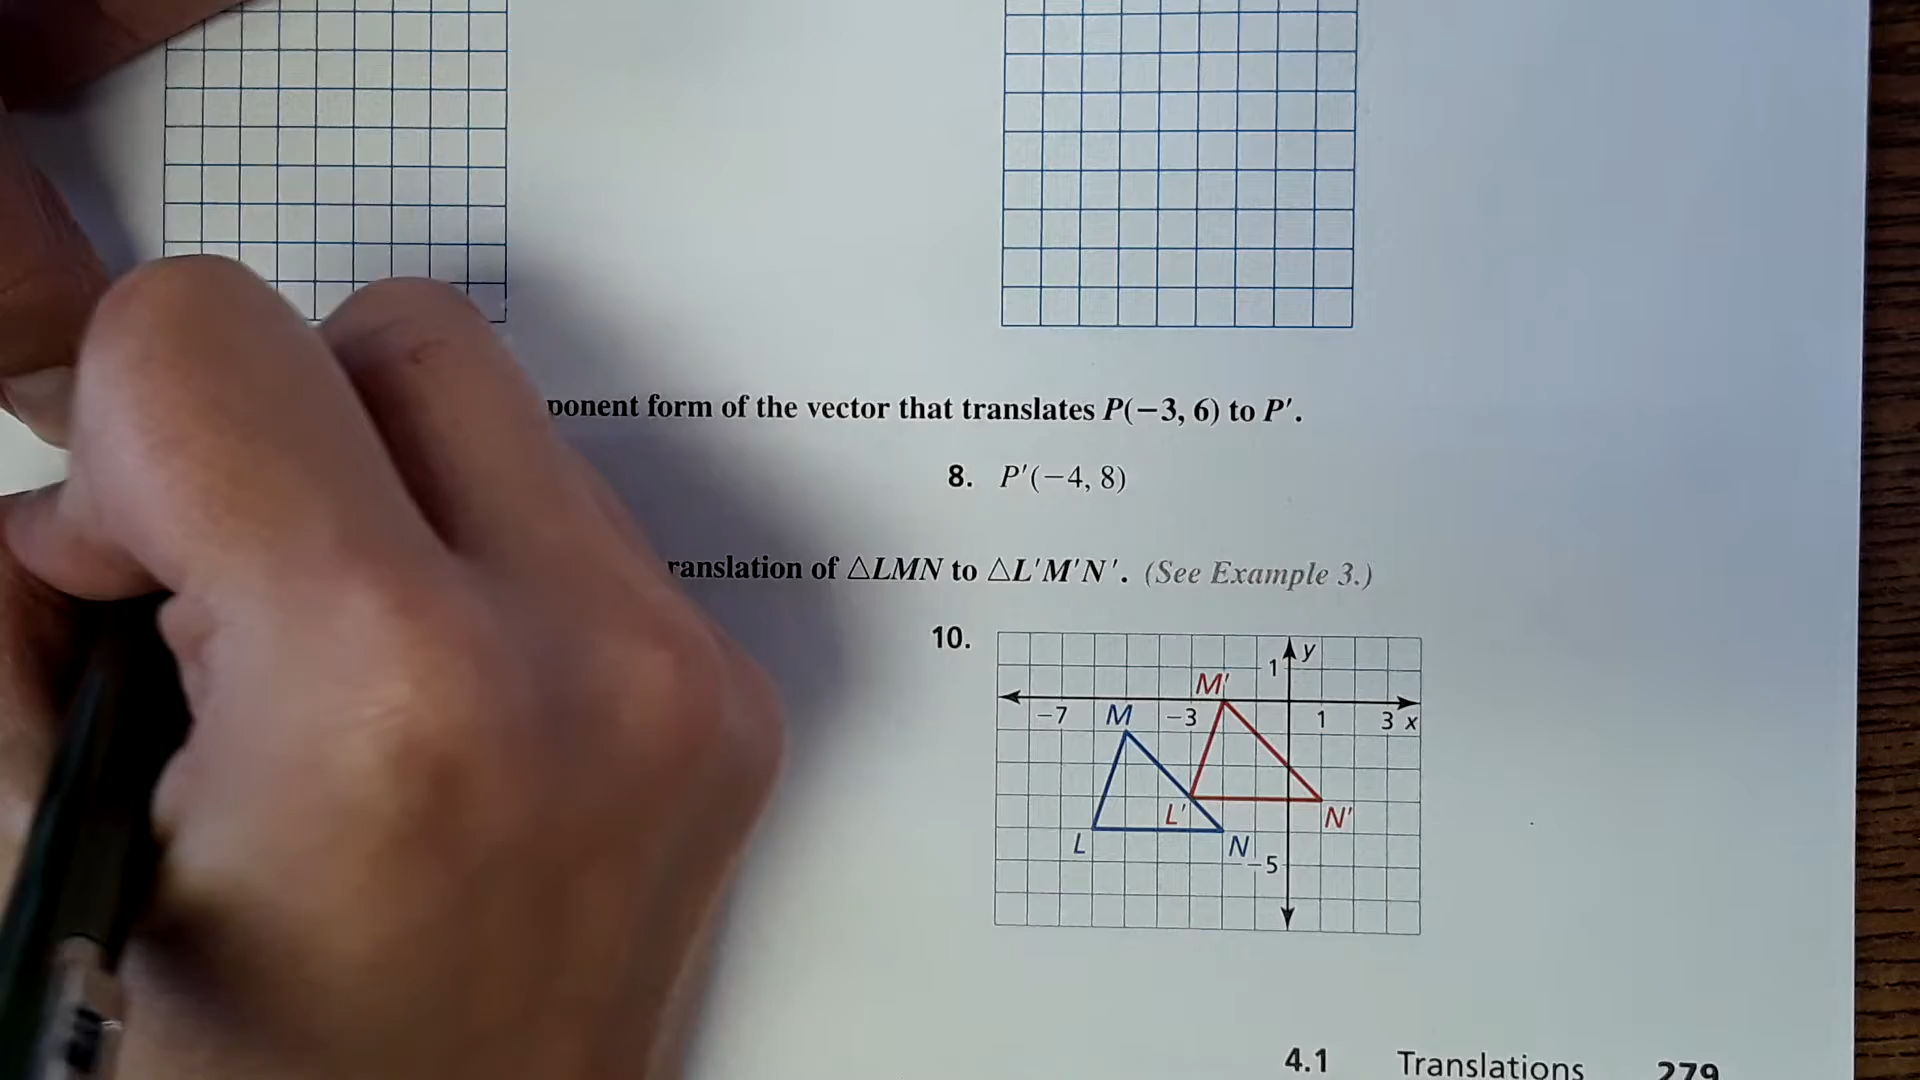 ponent form of the vector that translates P(−3, 6) to P′.
8. P′(−4, 8)
ranslation of △LMN to △L′M′N′. (See Example 3.)
10.
y
1
M′
−7 M −3 1 3 x
L′ N′
L N
−5
4.1 Translations 279